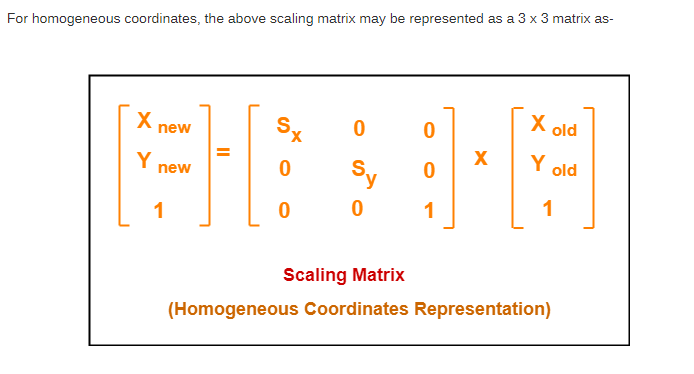 For homogeneous coordinates, the above scaling matrix may be represented as a 3 x 3 matrix as-
X new = Sx 0 0 x X old
Y new 0 Sy 0 Y old
1 0 0 1 1
Scaling Matrix
(Homogeneous Coordinates Representation)